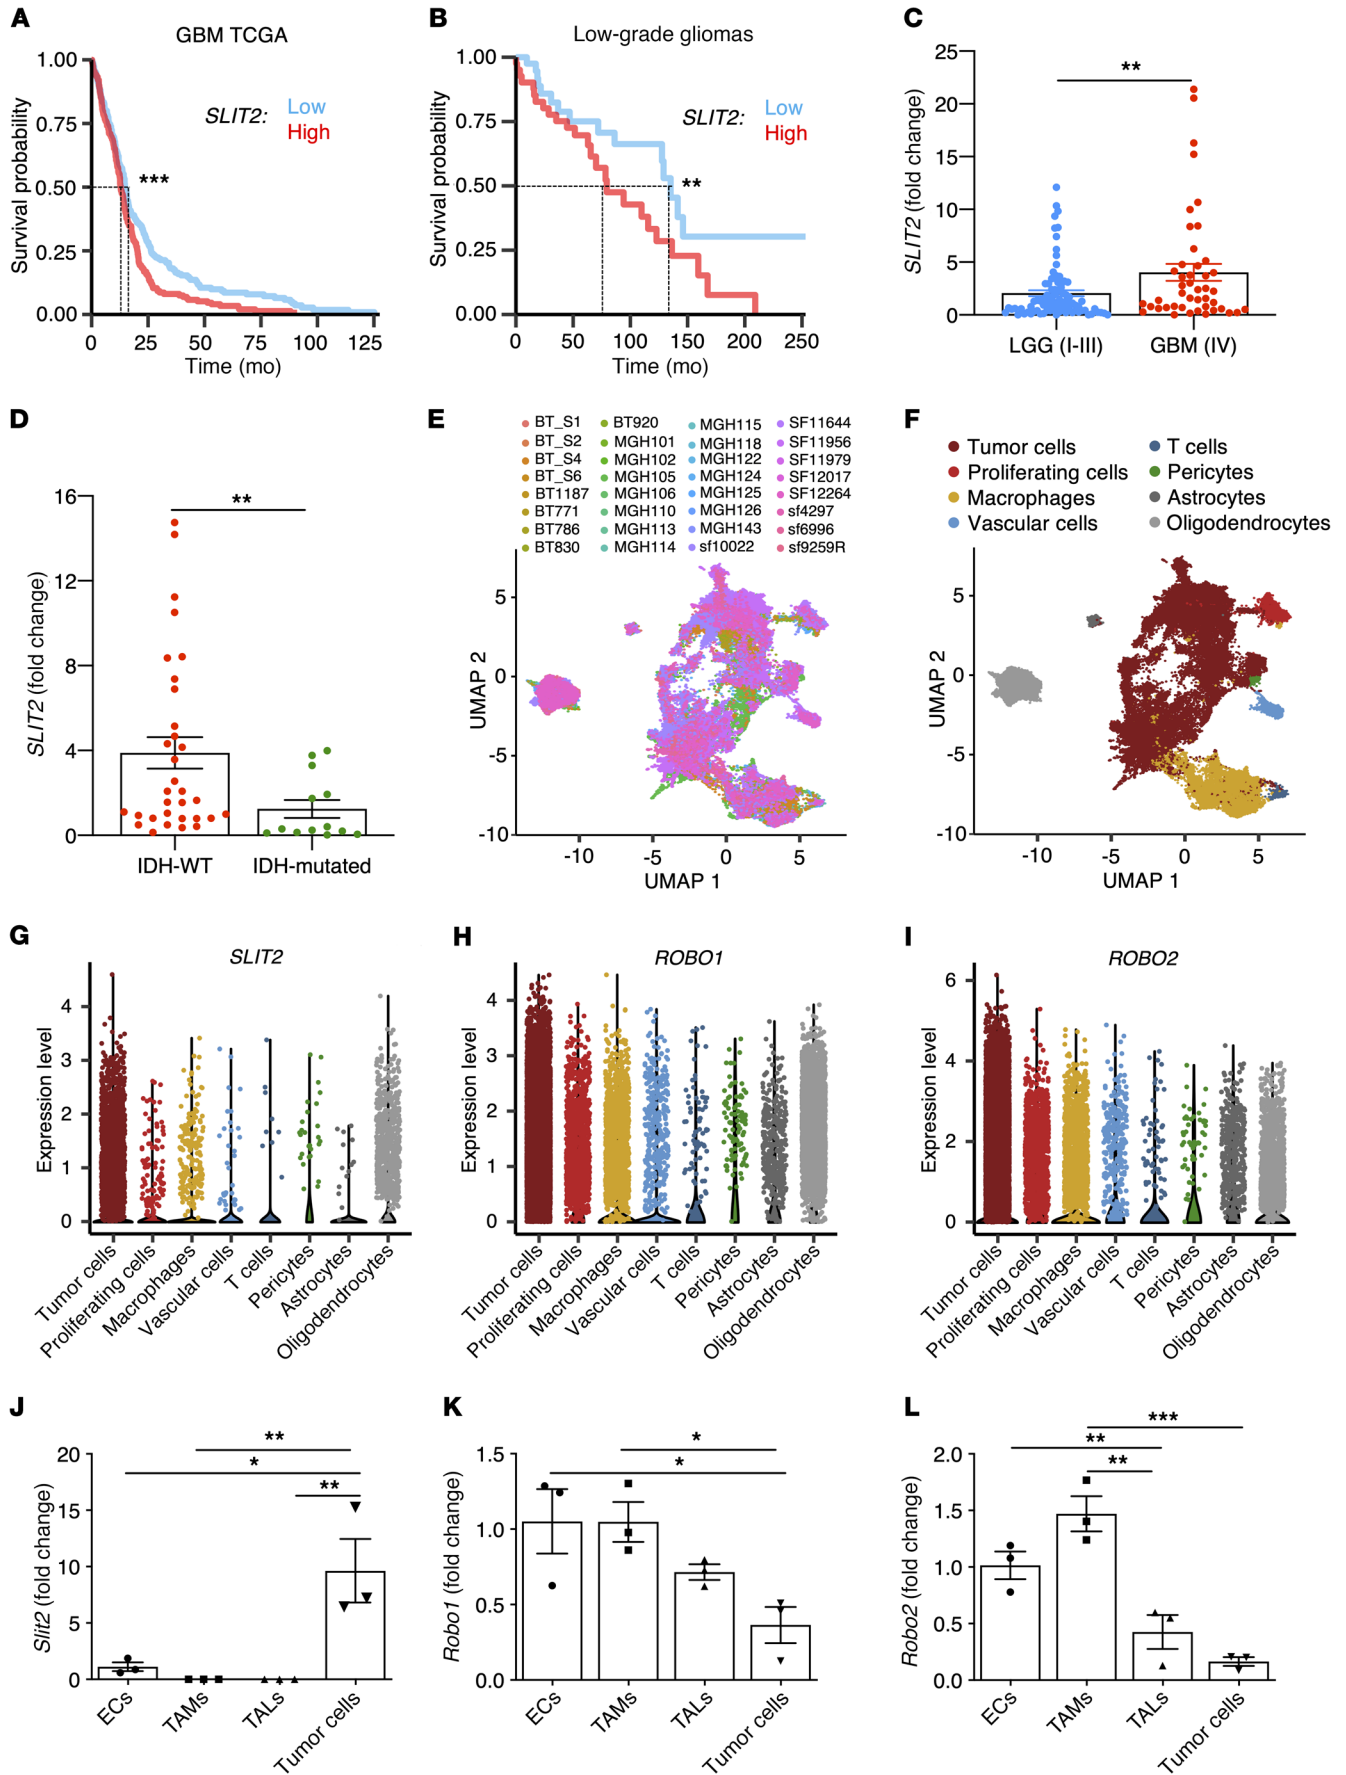 A
GBM TCGA
Survival probability
1.00
0.75
0.50
0.25
0.00
SLIT2:
Low
High
***
0 25 50 75 100 125
Time (mo)
B
Low-grade gliomas
Survival probability
1.00
0.75
0.50
0.25
0.00
SLIT2:
Low
High
**
0 50 100 150 200 250
Time (mo)
C
SLIT2 (fold change)
25
20
15
10
5
0
**
LGG (I-III) GBM (IV)
D
SLIT2 (fold change)
16
12
8
4
0
**
IDH-WT IDH-mutated
E
BT_S1 BT920 MGH115 SF11644
BT_S2 MGH101 MGH118 SF11956
BT_S4 MGH102 MGH122 SF11979
BT_S6 MGH105 MGH124 SF12017
BT1187 MGH106 MGH125 SF12264
BT771 MGH110 MGH126 sf4297
BT786 MGH113 MGH143 sf6996
BT830 MGH114 sf10022 sf9259R
UMAP 2
5
0
-5
-10
-10 -5 0 5
UMAP 1
F
Tumor cells T cells
Proliferating cells Pericytes
Macrophages Astrocytes
Vascular cells Oligodendrocytes
UMAP 2
5
0
-5
-10
-10 -5 0 5
UMAP 1
G
SLIT2
Expression level
4
3
2
1
0
Tumor cells
Proliferating cells
Macrophages
Vascular cells
T cells
Pericytes
Astrocytes
Oligodendrocytes
H
ROBO1
Expression level
4
3
2
1
0
Tumor cells
Proliferating cells
Macrophages
Vascular cells
T cells
Pericytes
Astrocytes
Oligodendrocytes
I
ROBO2
Expression level
6
4
2
0
Tumor cells
Proliferating cells
Macrophages
Vascular cells
T cells
Pericytes
Astrocytes
Oligodendrocytes
J
Slit2 (fold change)
20
15
10
5
0
**
*
**
ECs
TAMs
TALs
Tumor cells
K
Robo1 (fold change)
1.5
1.0
0.5
0.0
*
*
ECs
TAMs
TALs
Tumor cells
L
Robo2 (fold change)
2.0
1.5
1.0
0.5
0.0
***
**
**
ECs
TAMs
TALs
Tumor cells